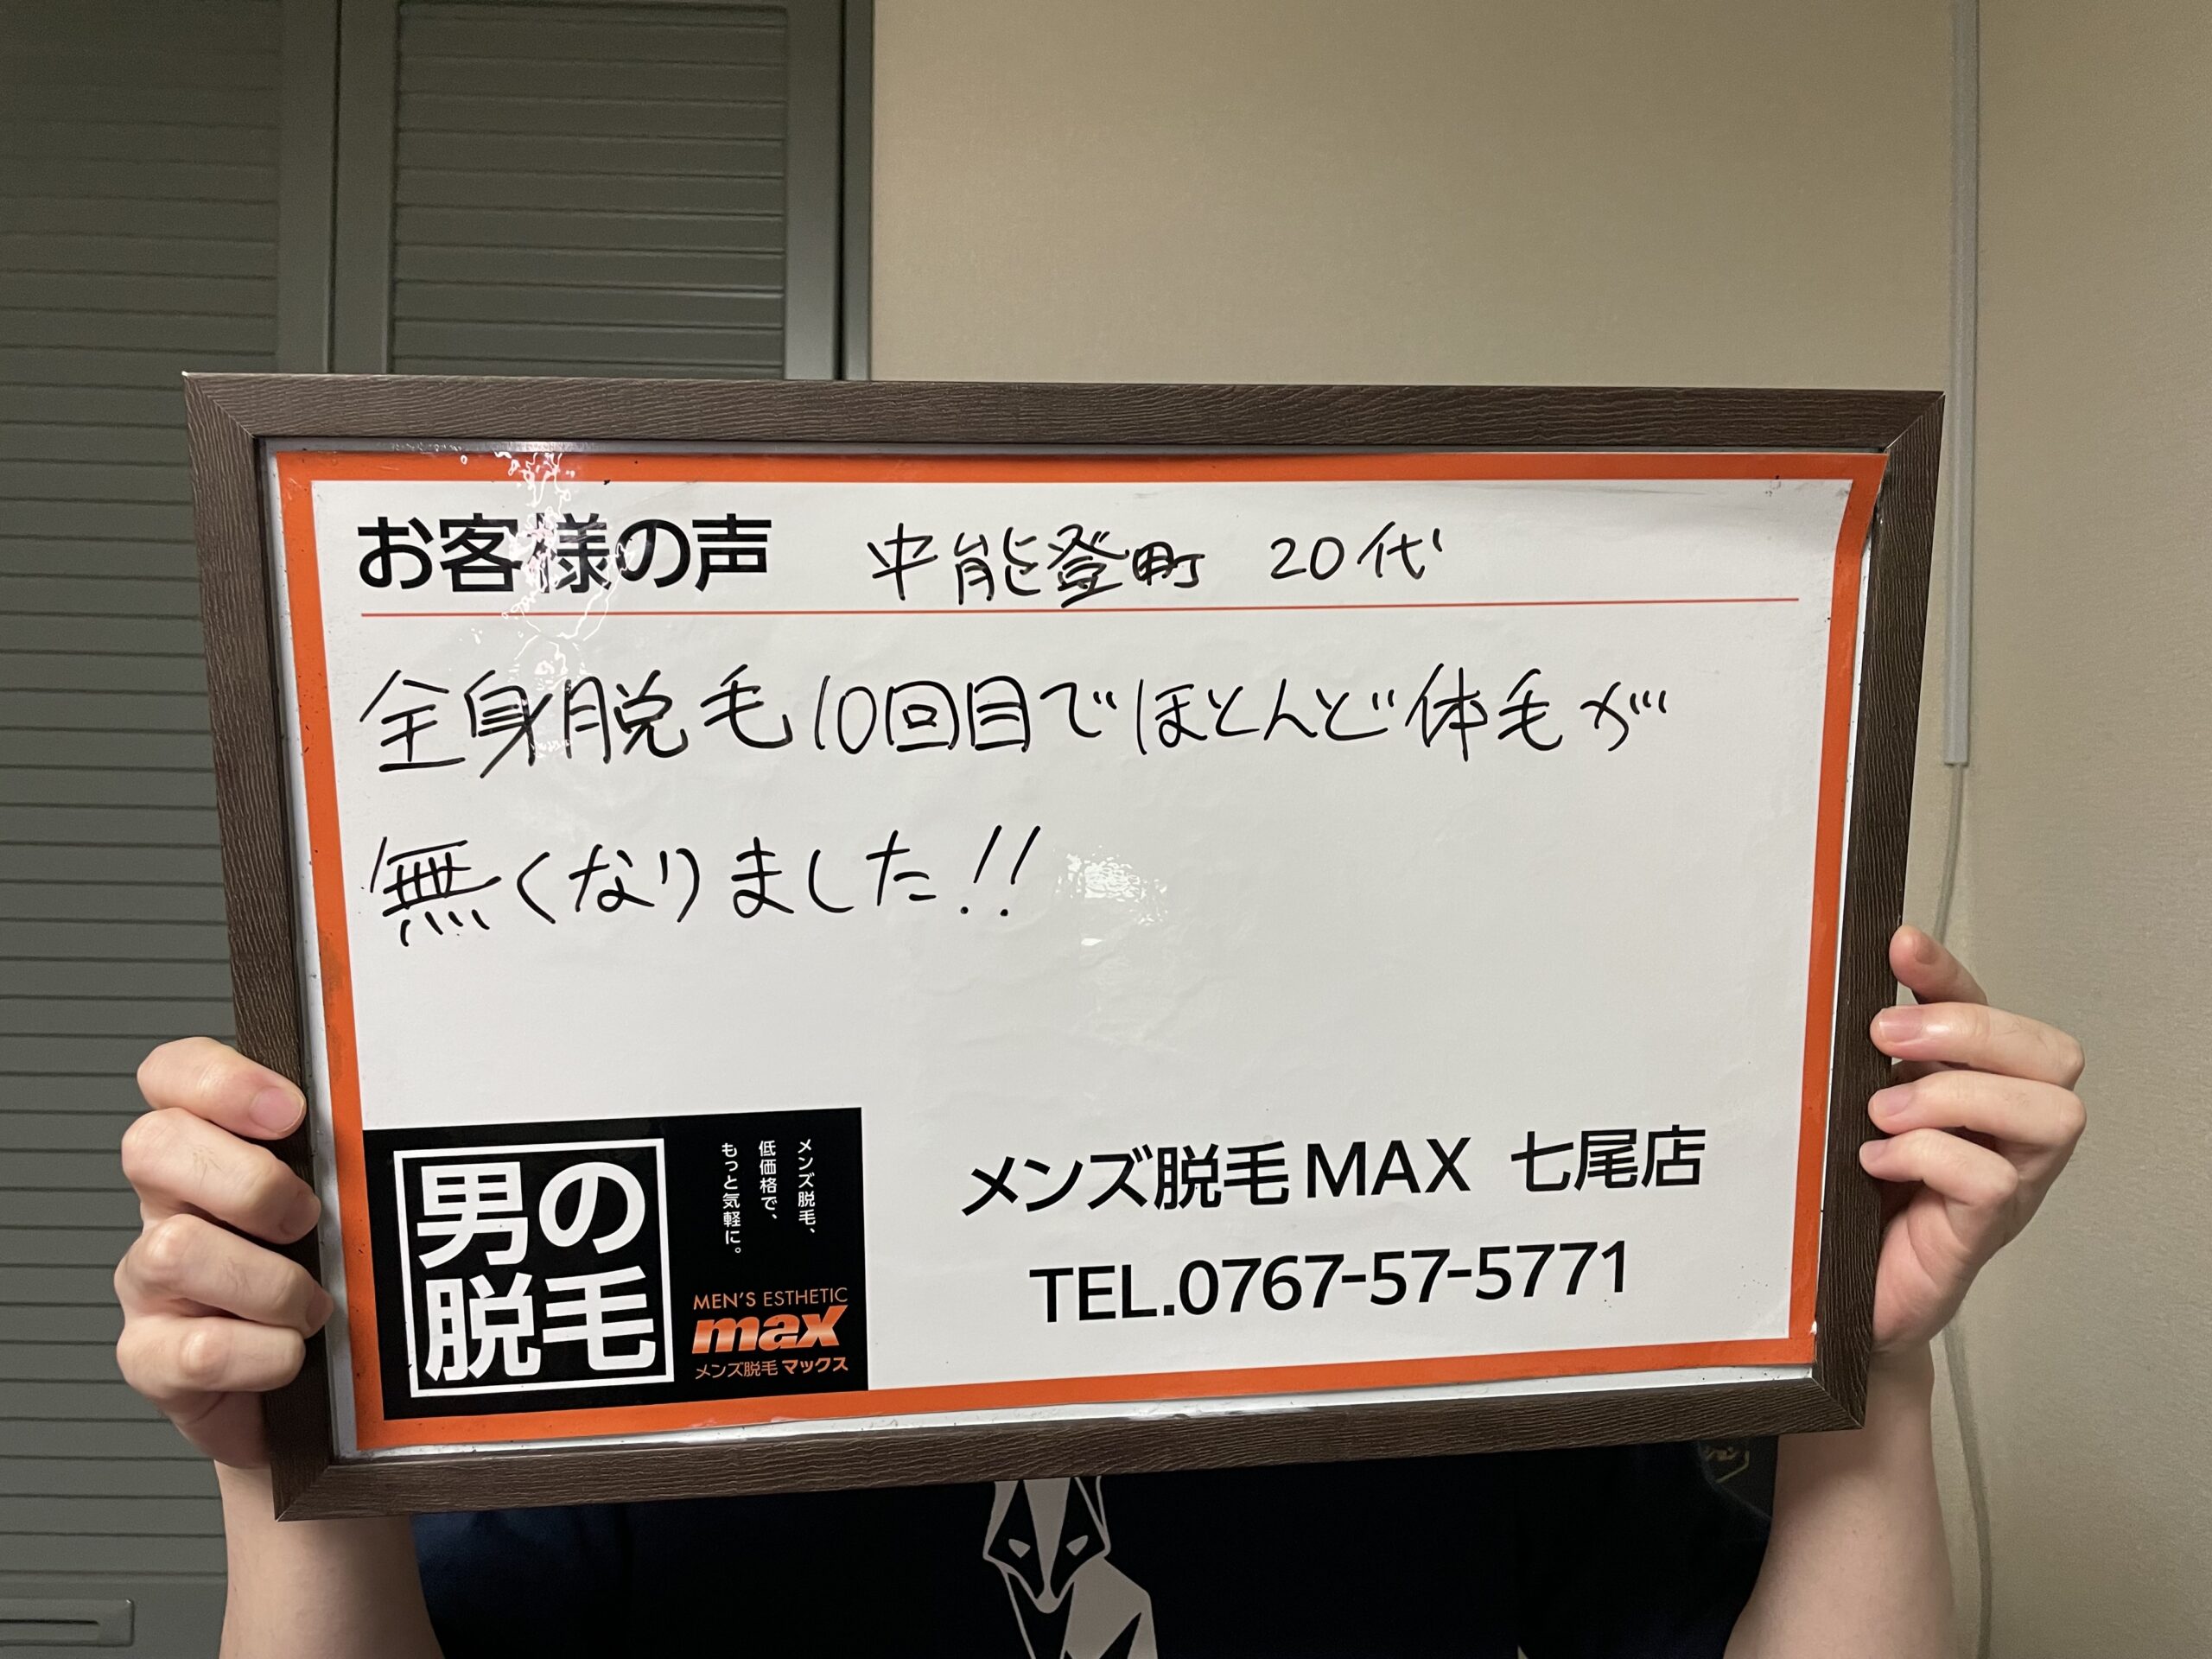 お客様の声 中能登町 20代
全身脱毛10回目でほとんど体毛が
無くなりました!!
男の
脱毛
メンズ脱毛、
低価格で、
もっと気軽に。
MEN'S ESTHETIC
max
メンズ脱毛 マックス
メンズ脱毛MAX 七尾店
TEL.0767-57-5771
ション